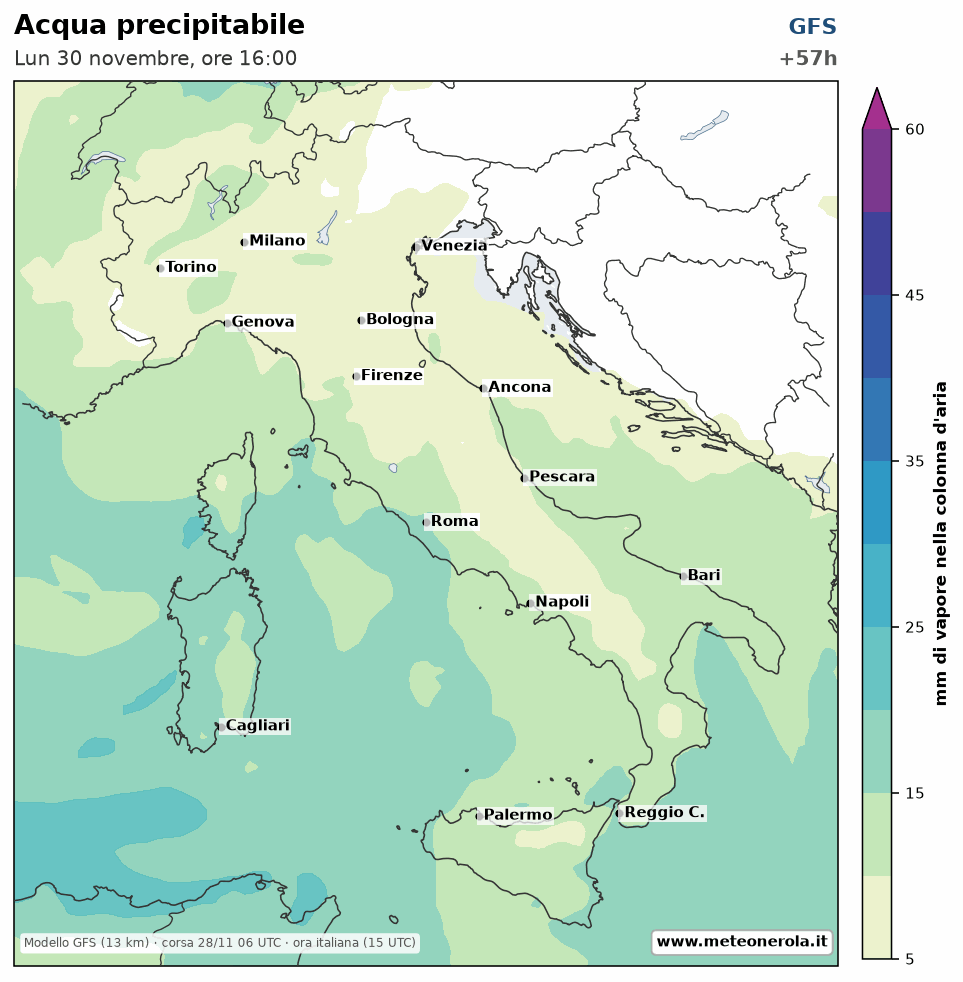 Acqua precipitabile
GFS
Lun 30 novembre, ore 16:00
+57h
60
45
35
25
15
5
mm di vapore nella colonna d'aria
Milano
Venezia
Torino
Genova
Bologna
Firenze
Ancona
Pescara
Roma
Bari
Napoli
Cagliari
Palermo
Reggio C.
Modello GFS (13 km) · corsa 28/11 06 UTC · ora italiana (15 UTC)
www.meteonerola.it